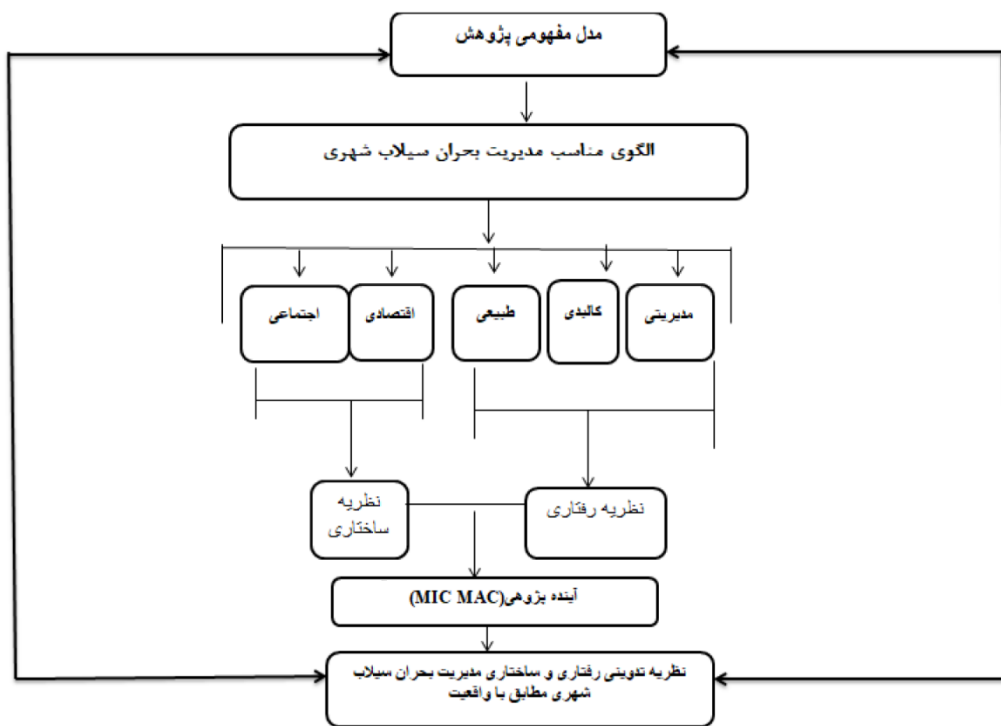 مدل مفهومی پژوهش
الگوی مناسب مدیریت بحران سیلاب شهری
مدیریتی
کالبدی
طبیعی
اقتصادی
اجتماعی
نظریه رفتاری
نظریه
ساختاری
آینده پژوهی(MIC MAC)
نظریه تدوینی رفتاری و ساختاری مدیریت بحران سیلاب
شهری مطابق با واقعیت